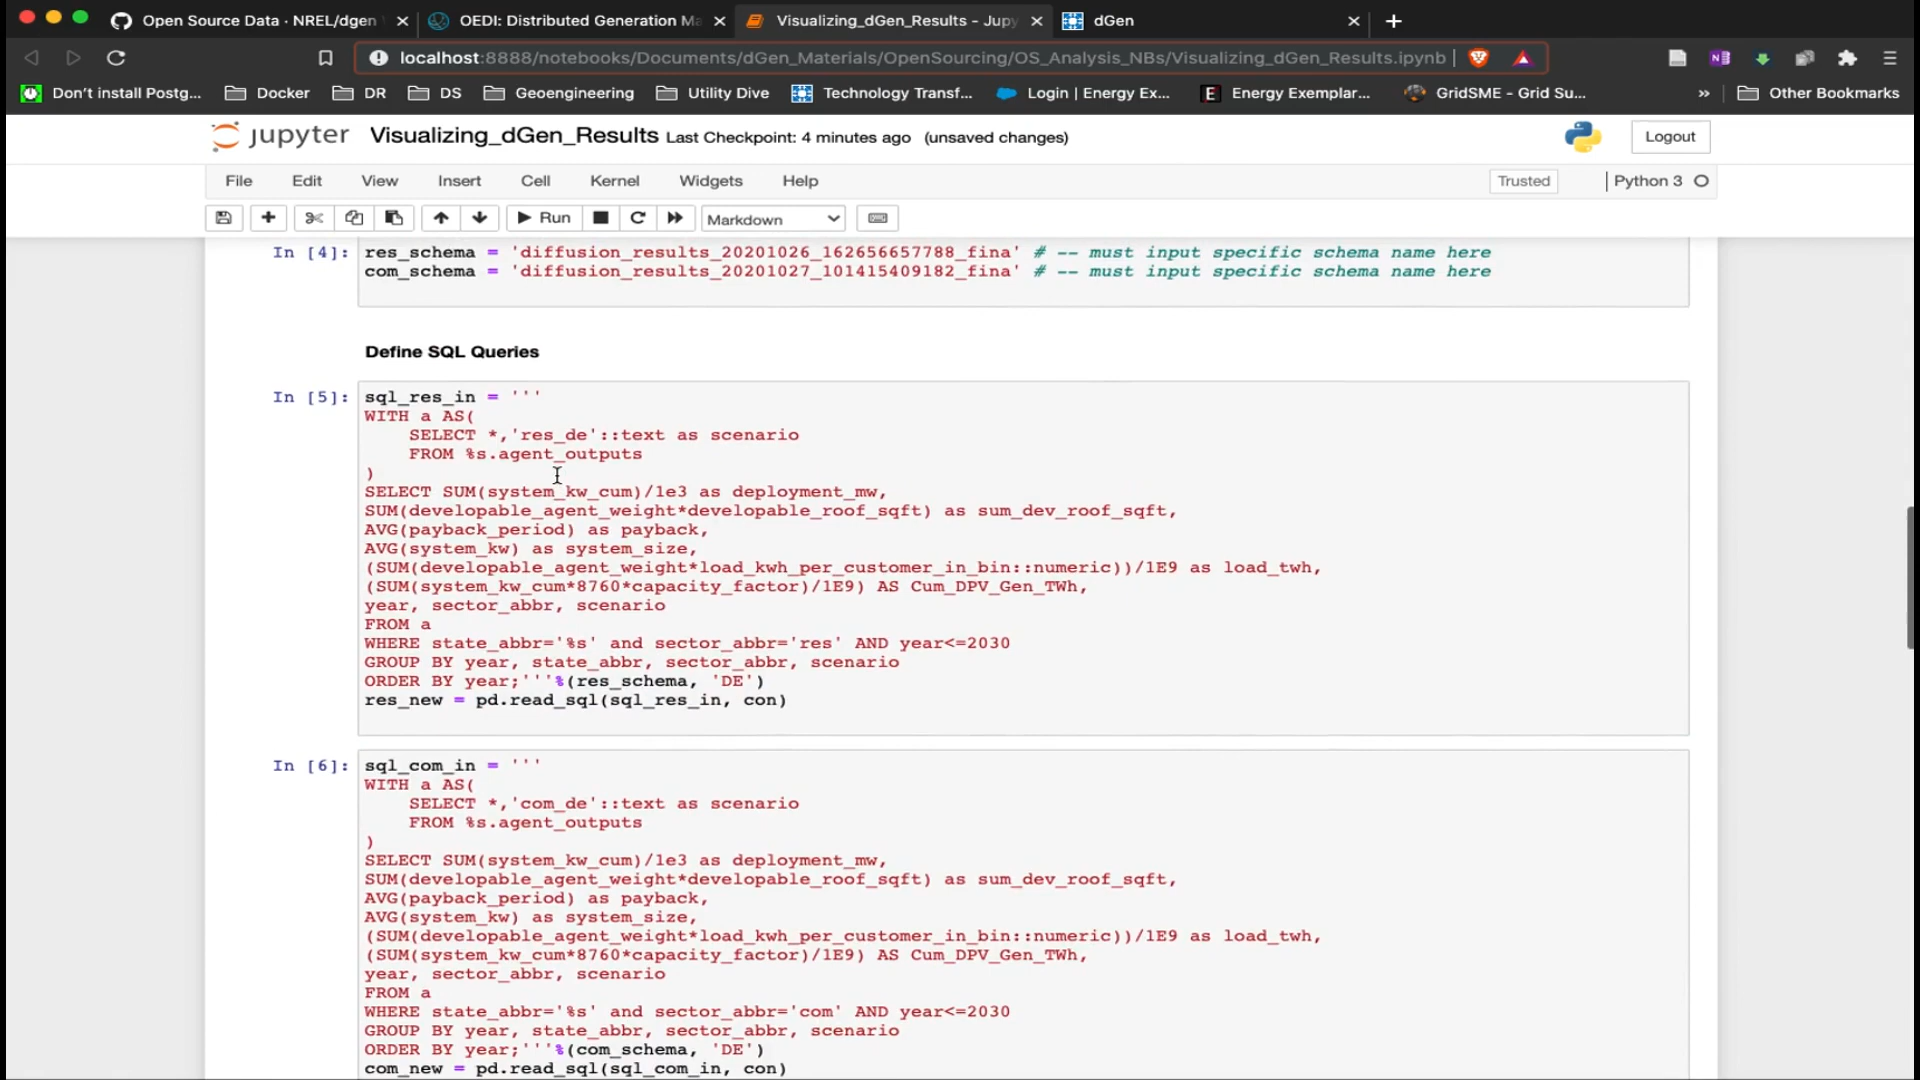 Open Source Data · NREL/dgen
OEDI: Distributed Generation Ma
Visualizing_dGen_Results - Jupy
dGen
localhost:8888/notebooks/Documents/dGen_Materials/OpenSourcing/OS_Analysis_NBs/Visualizing_dGen_Results.ipynb
Don't install Postg...
Docker
DR
DS
Geoengineering
Utility Dive
Technology Transf...
Login | Energy Ex...
Energy Exemplar...
GridSME - Grid Su...
»
Other Bookmarks
jupyter Visualizing_dGen_Results Last Checkpoint: 4 minutes ago (unsaved changes)
Logout
File Edit View Insert Cell Kernel Widgets Help
Trusted
Python 3
Run
Markdown
In [4]: res_schema = 'diffusion_results_20201026_162656657788_fina' # -- must input specific schema name here
com_schema = 'diffusion_results_20201027_101415409182_fina' # -- must input specific schema name here
Define SQL Queries
In [5]: sql_res_in = '''
WITH a AS(
SELECT *,'res_de'::text as scenario
FROM %s.agent_outputs
)
SELECT SUM(system_kw_cum)/1e3 as deployment_mw,
SUM(developable_agent_weight*developable_roof_sqft) as sum_dev_roof_sqft,
AVG(payback_period) as payback,
AVG(system_kw) as system_size,
(SUM(developable_agent_weight*load_kwh_per_customer_in_bin::numeric))/1E9 as load_twh,
(SUM(system_kw_cum*8760*capacity_factor)/1E9) AS Cum_DPV_Gen_TWh,
year, sector_abbr, scenario
FROM a
WHERE state_abbr='%s' and sector_abbr='res' AND year<=2030
GROUP BY year, state_abbr, sector_abbr, scenario
ORDER BY year;'''%(res_schema, 'DE')
res_new = pd.read_sql(sql_res_in, con)
In [6]: sql_com_in = '''
WITH a AS(
SELECT *,'com_de'::text as scenario
FROM %s.agent_outputs
)
SELECT SUM(system_kw_cum)/1e3 as deployment_mw,
SUM(developable_agent_weight*developable_roof_sqft) as sum_dev_roof_sqft,
AVG(payback_period) as payback,
AVG(system_kw) as system_size,
(SUM(developable_agent_weight*load_kwh_per_customer_in_bin::numeric))/1E9 as load_twh,
(SUM(system_kw_cum*8760*capacity_factor)/1E9) AS Cum_DPV_Gen_TWh,
year, sector_abbr, scenario
FROM a
WHERE state_abbr='%s' and sector_abbr='com' AND year<=2030
GROUP BY year, state_abbr, sector_abbr, scenario
ORDER BY year;'''%(com_schema, 'DE')
com_new = pd.read_sql(sql_com_in, con)